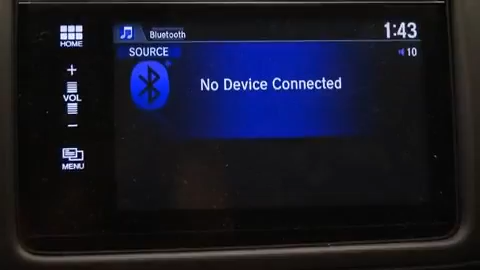 Bluetooth
1:43
HOME
SOURCE
10
+
No Device Connected
VOL
−
MENU